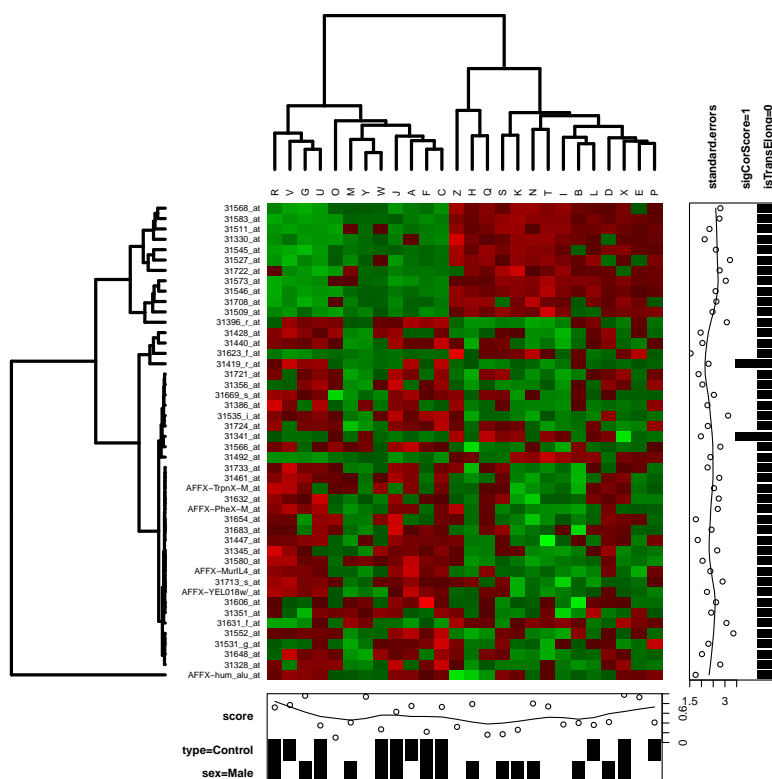 standard.errors
sigCorScore=1
isTransElong=0
R V G U O M Y W J A F C Z H Q S K N T I B L D X E P
31568_at
31583_at
31511_at
31330_at
31545_at
31527_at
31722_at
31573_at
31546_at
31708_at
31509_at
31396_r_at
31428_at
31440_at
31623_f_at
31419_r_at
31721_at
31356_at
31669_s_at
31386_at
31535_i_at
31724_at
31341_at
31566_at
31492_at
31733_at
31461_at
AFFX−TrpnX−M_at
31632_at
AFFX−PheX−M_at
31654_at
31683_at
31447_at
31345_at
31580_at
AFFX−MurIL4_at
31713_s_at
AFFX−YEL018w/_at
31606_at
31351_at
31631_f_at
31552_at
31531_g_at
31648_at
31328_at
AFFX−hum_alu_at
1.5 3
score
0.6
0
type=Control
sex=Male